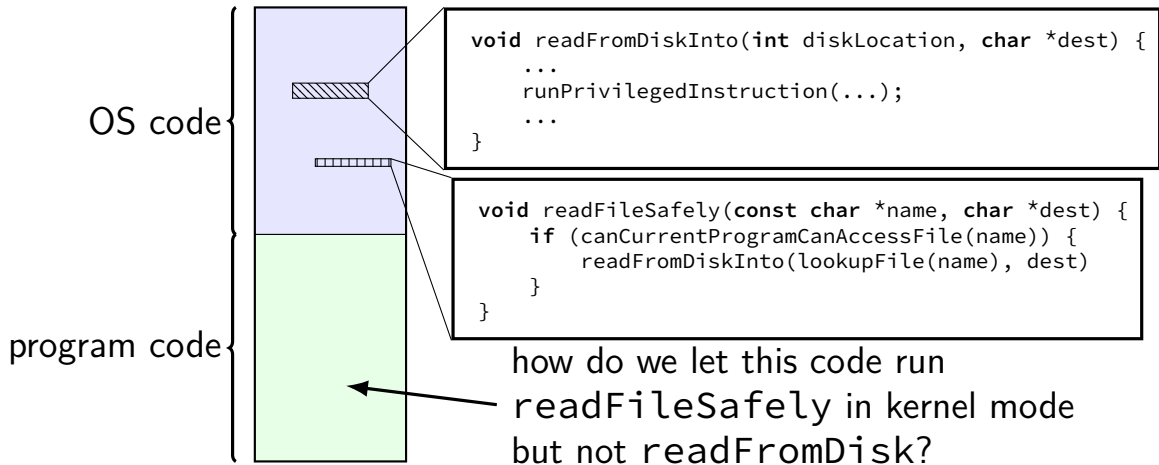 OS code
program code
void readFromDiskInto(int diskLocation, char *dest) {
...
runPrivilegedInstruction(...);
...
}
void readFileSafely(const char *name, char *dest) {
if (canCurrentProgramCanAccessFile(name)) {
readFromDiskInto(lookupFile(name), dest)
}
}
how do we let this code run
readFileSafely in kernel mode
but not readFromDisk?